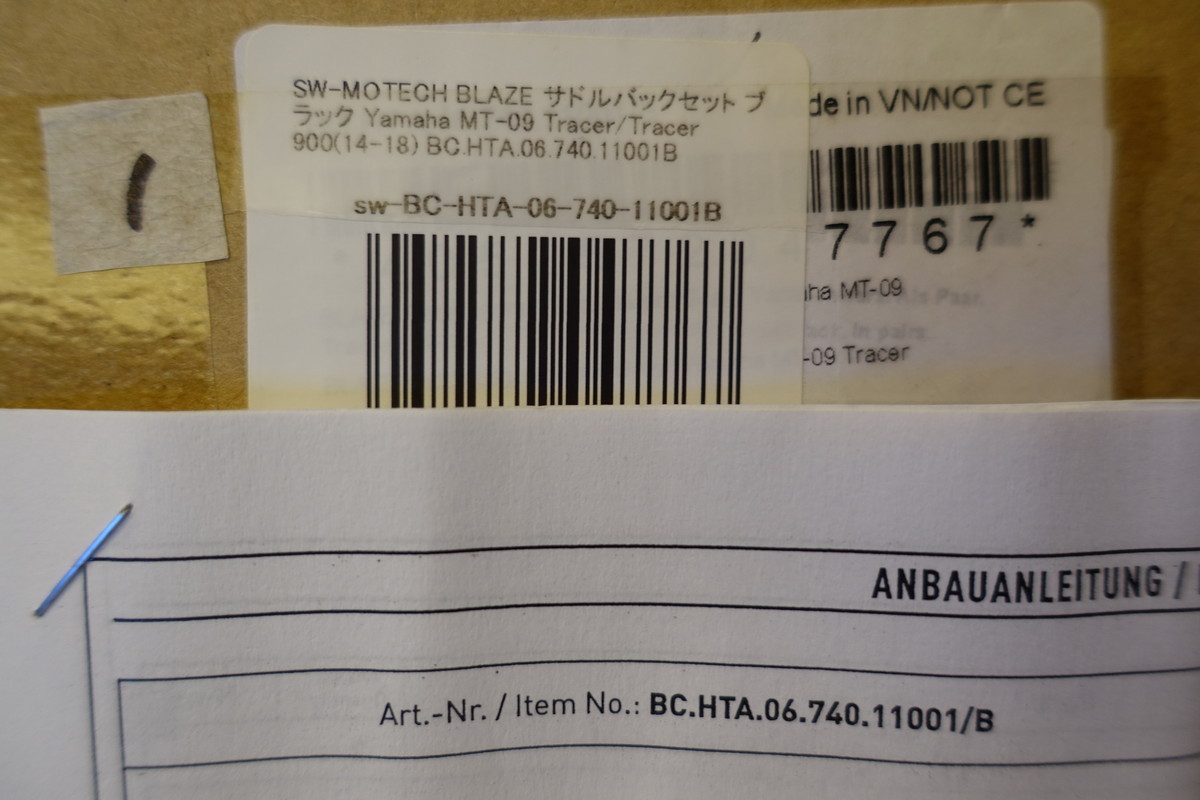 SW-MOTECH BLAZE サドルバックセット ブ
ラック Yamaha MT-09 Tracer/Tracer
900(14-18) BC.HTA.06.740.11001B
sw-BC-HTA-06-740-11001B
de in VN/NOT CE
7767*
ha MT-09
-09 Tracer
1
ANBAUANLEITUNG /
Art.-Nr. / Item No.: BC.HTA.06.740.11001/B